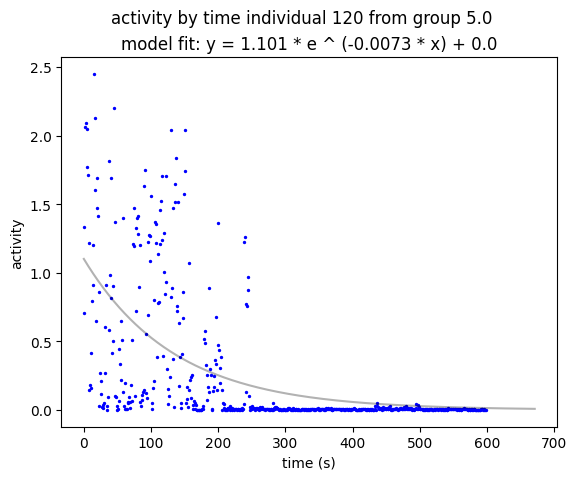 activity by time individual 120 from group 5.0
model fit: y = 1.101 * e ^ (-0.0073 * x) + 0.0
2.5
2.0
1.5
1.0
0.5
0.0
activity
0 100 200 300 400 500 600 700
time (s)